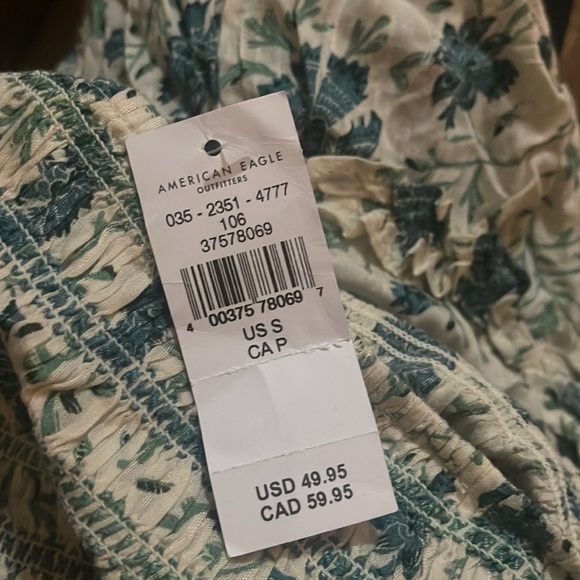 AMERICAN EAGLE
OUTFITTERS
035 - 2351 - 4777
106
37578069
4 00375 78069 7
US S
CA P
USD 49.95
CAD 59.95